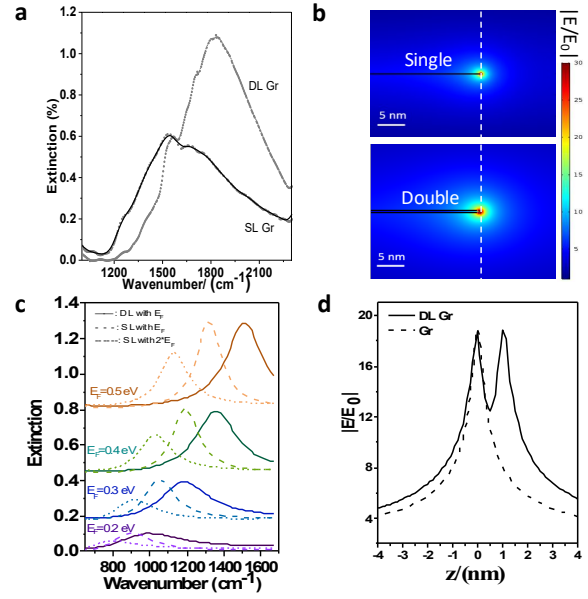 a
Extinction (%)
1.2
1.0
0.8
0.6
0.4
0.2
0.0
DL Gr
SL Gr
1200 1500 1800 2100
Wavenumber/ (cm-1)
b
|E/E0|
Single
5 nm
Double
5 nm
30
25
20
15
10
5
c
Extinction
1.4
1.2
1.0
0.8
0.6
0.4
0.2
0.0
: DL with EF
: SL with EF
: SL with 2*EF
EF=0.5 eV
EF=0.4 eV
EF=0.3 eV
EF=0.2 eV
800 1000 1200 1400 1600
Wavenumber (cm-1)
d
|E/E0|
DL Gr
Gr
20
16
12
8
4
-4 -3 -2 -1 0 1 2 3 4
z/(nm)